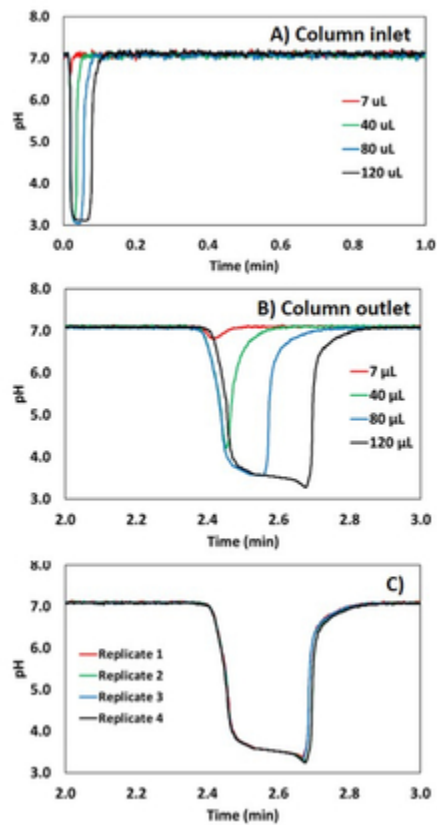 A) Column inlet
8.0
7.0
6.0
5.0
4.0
3.0
pH
7 uL
40 uL
80 uL
120 uL
0.0 0.2 0.4 0.6 0.8 1.0
Time (min)
B) Column outlet
8.0
7.0
6.0
5.0
4.0
3.0
pH
7 µL
40 µL
80 µL
120 µL
2.0 2.2 2.4 2.6 2.8 3.0
Time (min)
C)
8.0
7.0
6.0
5.0
4.0
3.0
pH
Replicate 1
Replicate 2
Replicate 3
Replicate 4
2.0 2.2 2.4 2.6 2.8 3.0
Time (min)